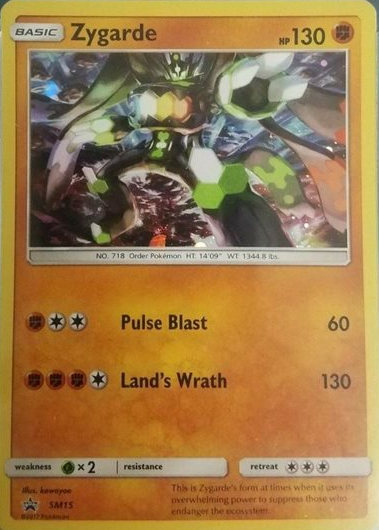 BASIC Zygarde HP 130
NO. 718 Order Pokémon HT: 14'09" WT: 1344.8 lbs.
Pulse Blast 60
Land's Wrath 130
weakness ×2 resistance retreat
Illus. kawayoo
SM15
©2017 Pokémon
This is Zygarde's form at times when it uses its
overwhelming power to suppress those who
endanger the ecosystem.